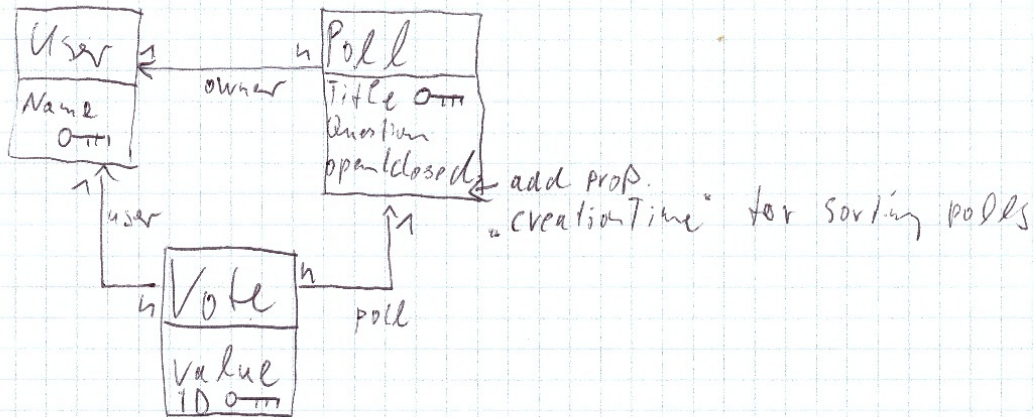 User
1
n
Poll
owner
Name
Title
Question
open/closed
add prop.
"creationTime" for sorting polls
1
user
1
n
Vote
n
poll
value
ID